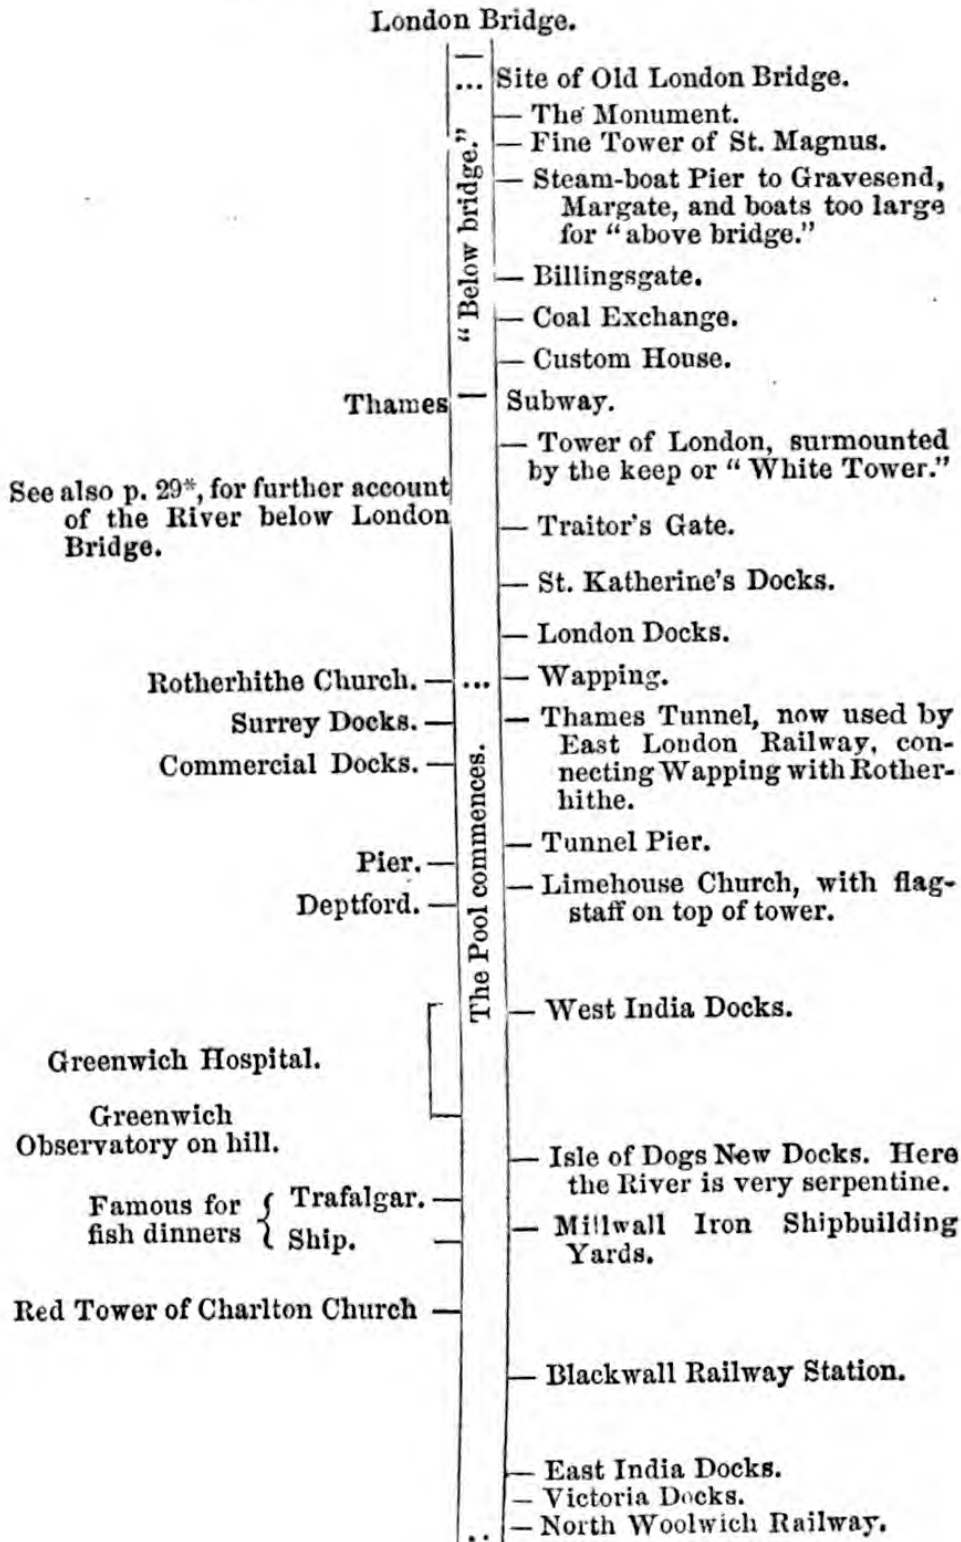 London Bridge.
... Site of Old London Bridge.
— The Monument.
— Fine Tower of St. Magnus.
"Below bridge."
— Steam-boat Pier to Gravesend,
Margate, and boats too large
for "above bridge."
— Billingsgate.
— Coal Exchange.
— Custom House.
Thames — Subway.
— Tower of London, surmounted
by the keep or "White Tower."
See also p. 29*, for further account
of the River below London
Bridge.
— Traitor's Gate.
— St. Katherine's Docks.
— London Docks.
Rotherhithe Church. — ... — Wapping.
Surrey Docks. —
Commercial Docks. —
— Thames Tunnel, now used by
East London Railway, con-
necting Wapping with Rother-
hithe.
The Pool commences.
— Tunnel Pier.
Pier. —
Deptford. —
— Limehouse Church, with flag-
staff on top of tower.
— West India Docks.
Greenwich Hospital.
Greenwich
Observatory on hill.
— Isle of Dogs New Docks. Here
the River is very serpentine.
Famous for { Trafalgar. —
fish dinners { Ship. —
— Millwall Iron Shipbuilding
Yards.
Red Tower of Charlton Church —
— Blackwall Railway Station.
— East India Docks.
— Victoria Docks.
.. — North Woolwich Railway.